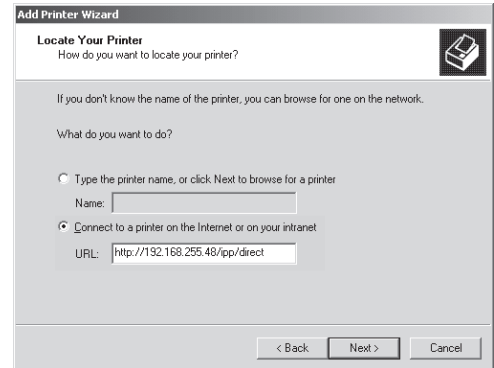 Add Printer Wizard
Locate Your Printer
How do you want to locate your printer?
If you don't know the name of the printer, you can browse for one on the network.
What do you want to do?
Type the printer name, or click Next to browse for a printer
Name:
Connect to a printer on the Internet or on your intranet
URL: http://192.168.255.48/ipp/direct
< Back Next > Cancel